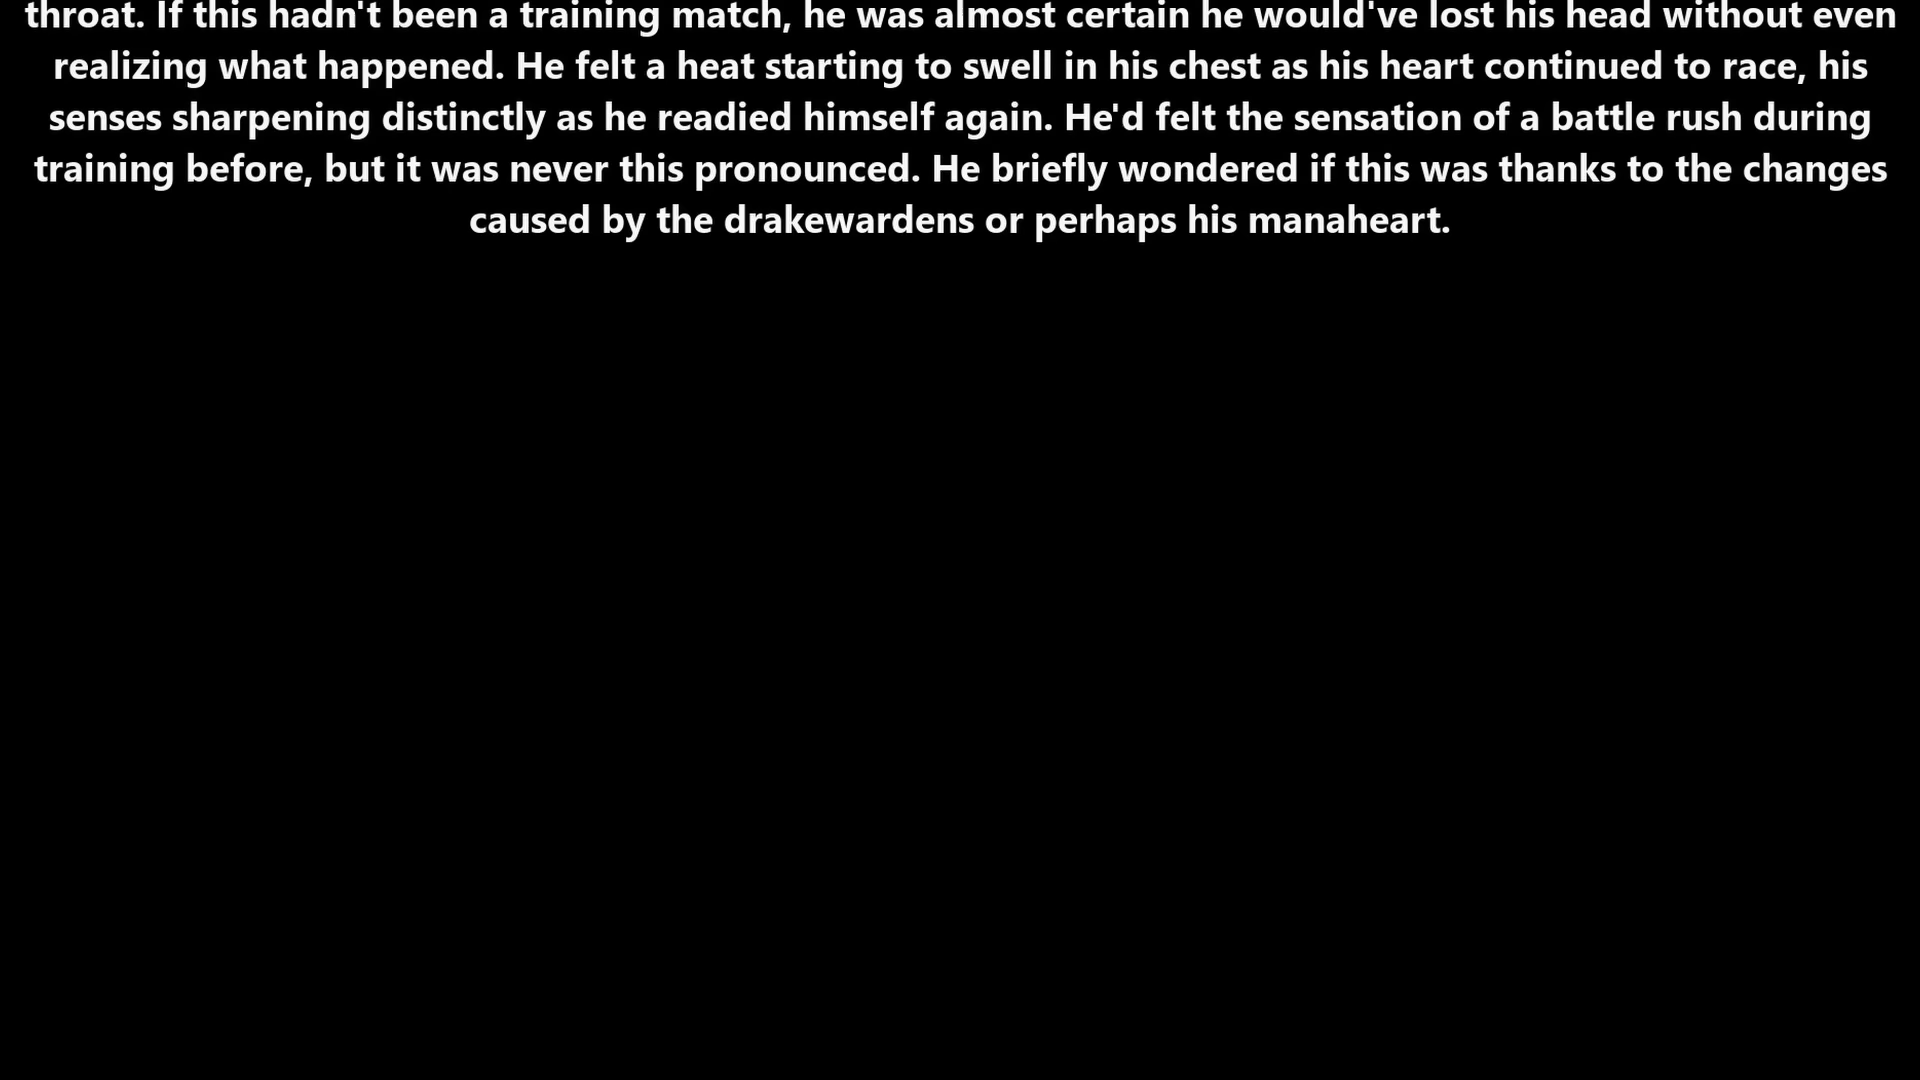 throat. If this hadn't been a training match, he was almost certain he would've lost his head without even
realizing what happened. He felt a heat starting to swell in his chest as his heart continued to race, his
senses sharpening distinctly as he readied himself again. He'd felt the sensation of a battle rush during
training before, but it was never this pronounced. He briefly wondered if this was thanks to the changes
caused by the drakewardens or perhaps his manaheart.